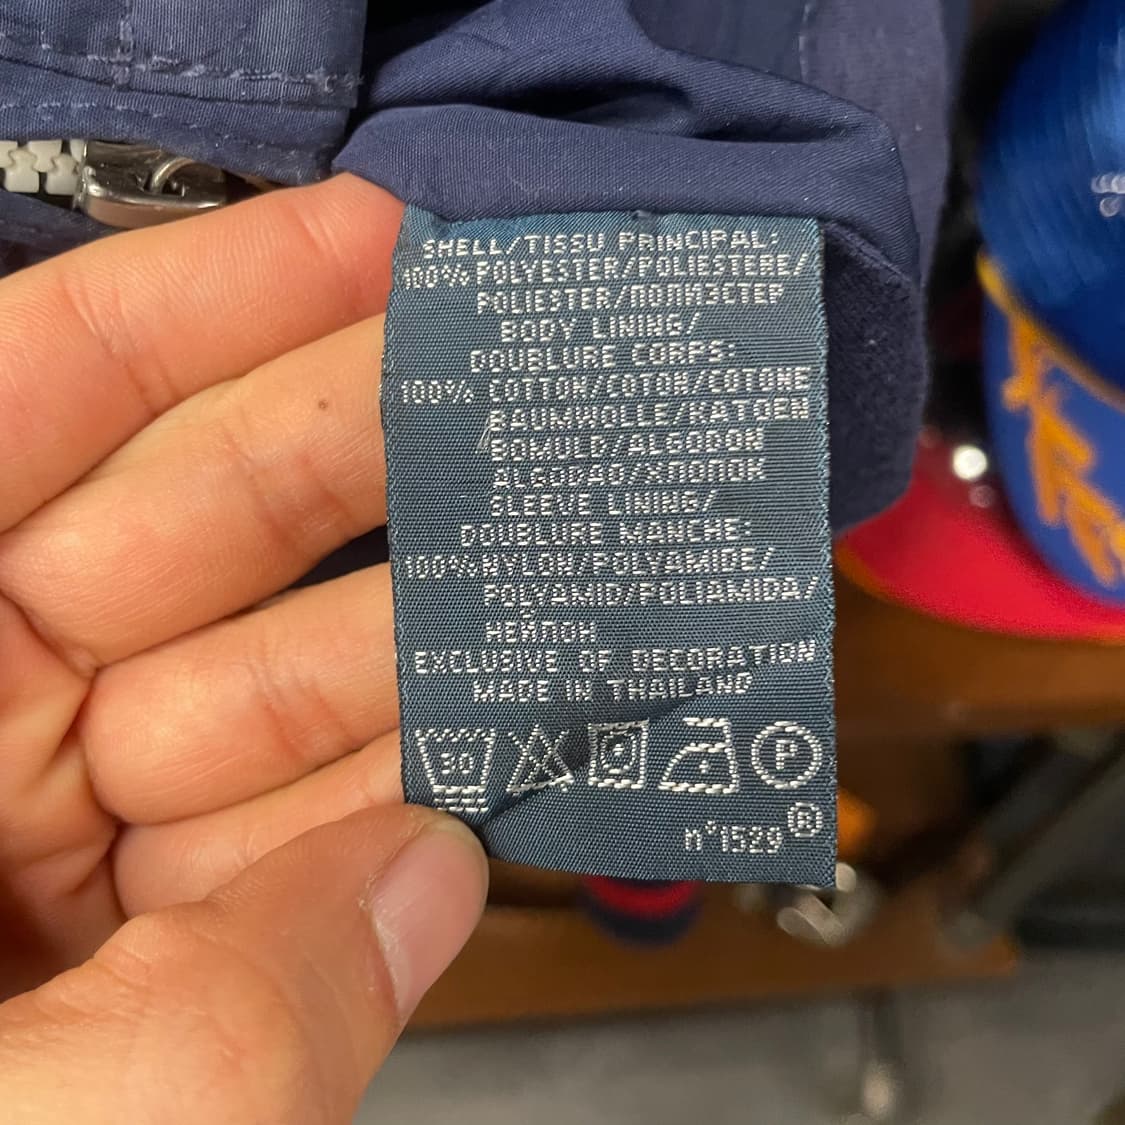 SHELL/TISSU PRINCIPAL:
100% POLYESTER/POLIESTERE/
POLIESTER/ПОЛИЭСТЕР
BODY LINING/
DOUBLURE CORPS:
100% COTTON/COTON/COTONE
BAUMWOLLE/KATOEN
BOMULD/ALGODON
ALGODAO/ХЛОПОК
SLEEVE LINING/
DOUBLURE MANCHE:
100% NYLON/POLYAMIDE/
POLYAMID/POLIAMIDA/
НЕЙЛОН
EXCLUSIVE OF DECORATION
MADE IN THAILAND
30 P
n°1529 ®